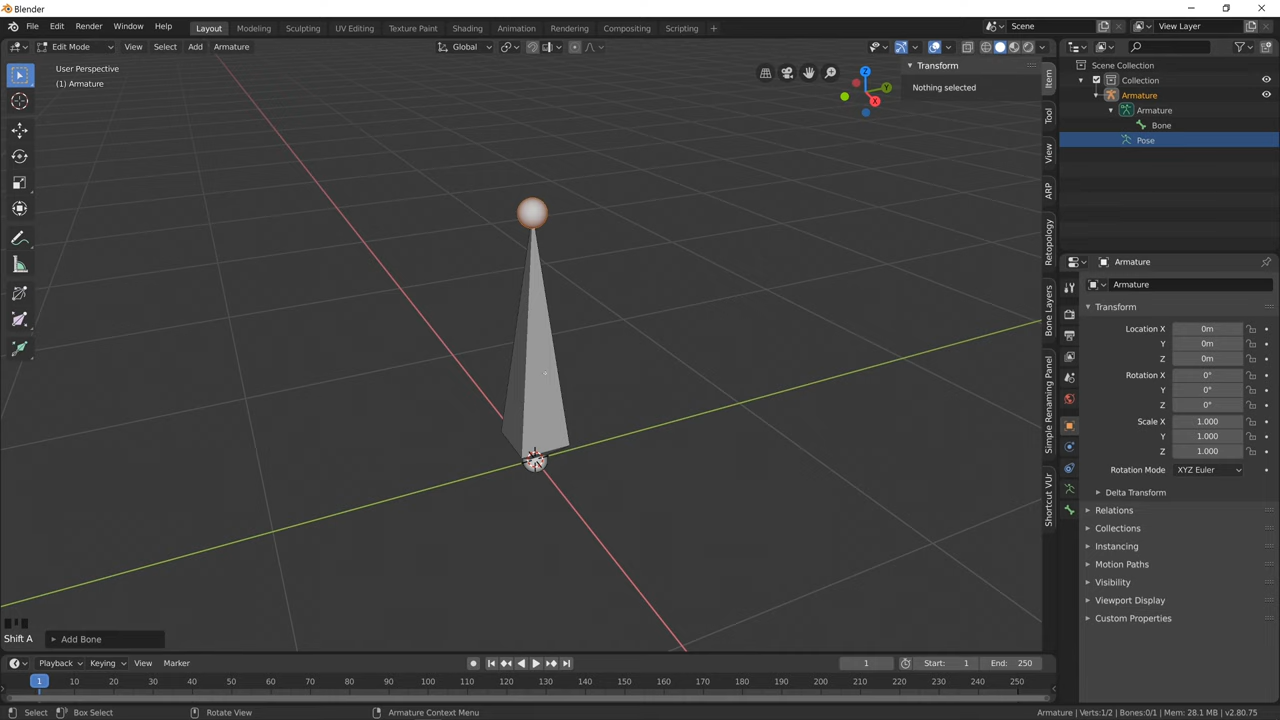 Blender
File Edit Render Window Help Layout Modeling Sculpting UV Editing Texture Paint Shading Animation Rendering Compositing Scripting + Scene View Layer
Edit Mode View Select Add Armature Global
User Perspective
(1) Armature
Transform
Nothing selected
Item
Tool
View
ARP
Retopology
Bone Layers
Simple Renaming Panel
Shortcut VUr
Z
Y
X
Scene Collection
Collection
Armature
Armature
Bone
Pose
Armature
Armature
Transform
Location X 0m
Y 0m
Z 0m
Rotation X 0°
Y 0°
Z 0°
Scale X 1.000
Y 1.000
Z 1.000
Rotation Mode XYZ Euler
Delta Transform
Relations
Collections
Instancing
Motion Paths
Visibility
Viewport Display
Custom Properties
Shift A Add Bone
Playback Keying View Marker 1 Start: 1 End: 250
1 10 20 30 40 50 60 70 80 90 100 110 120 130 140 150 160 170 180 190 200 210 220 230 240 250
Select Box Select Rotate View Armature Context Menu Armature | Verts:1/2 | Bones:0/1 | Mem: 28.1 MB | v2.80.75